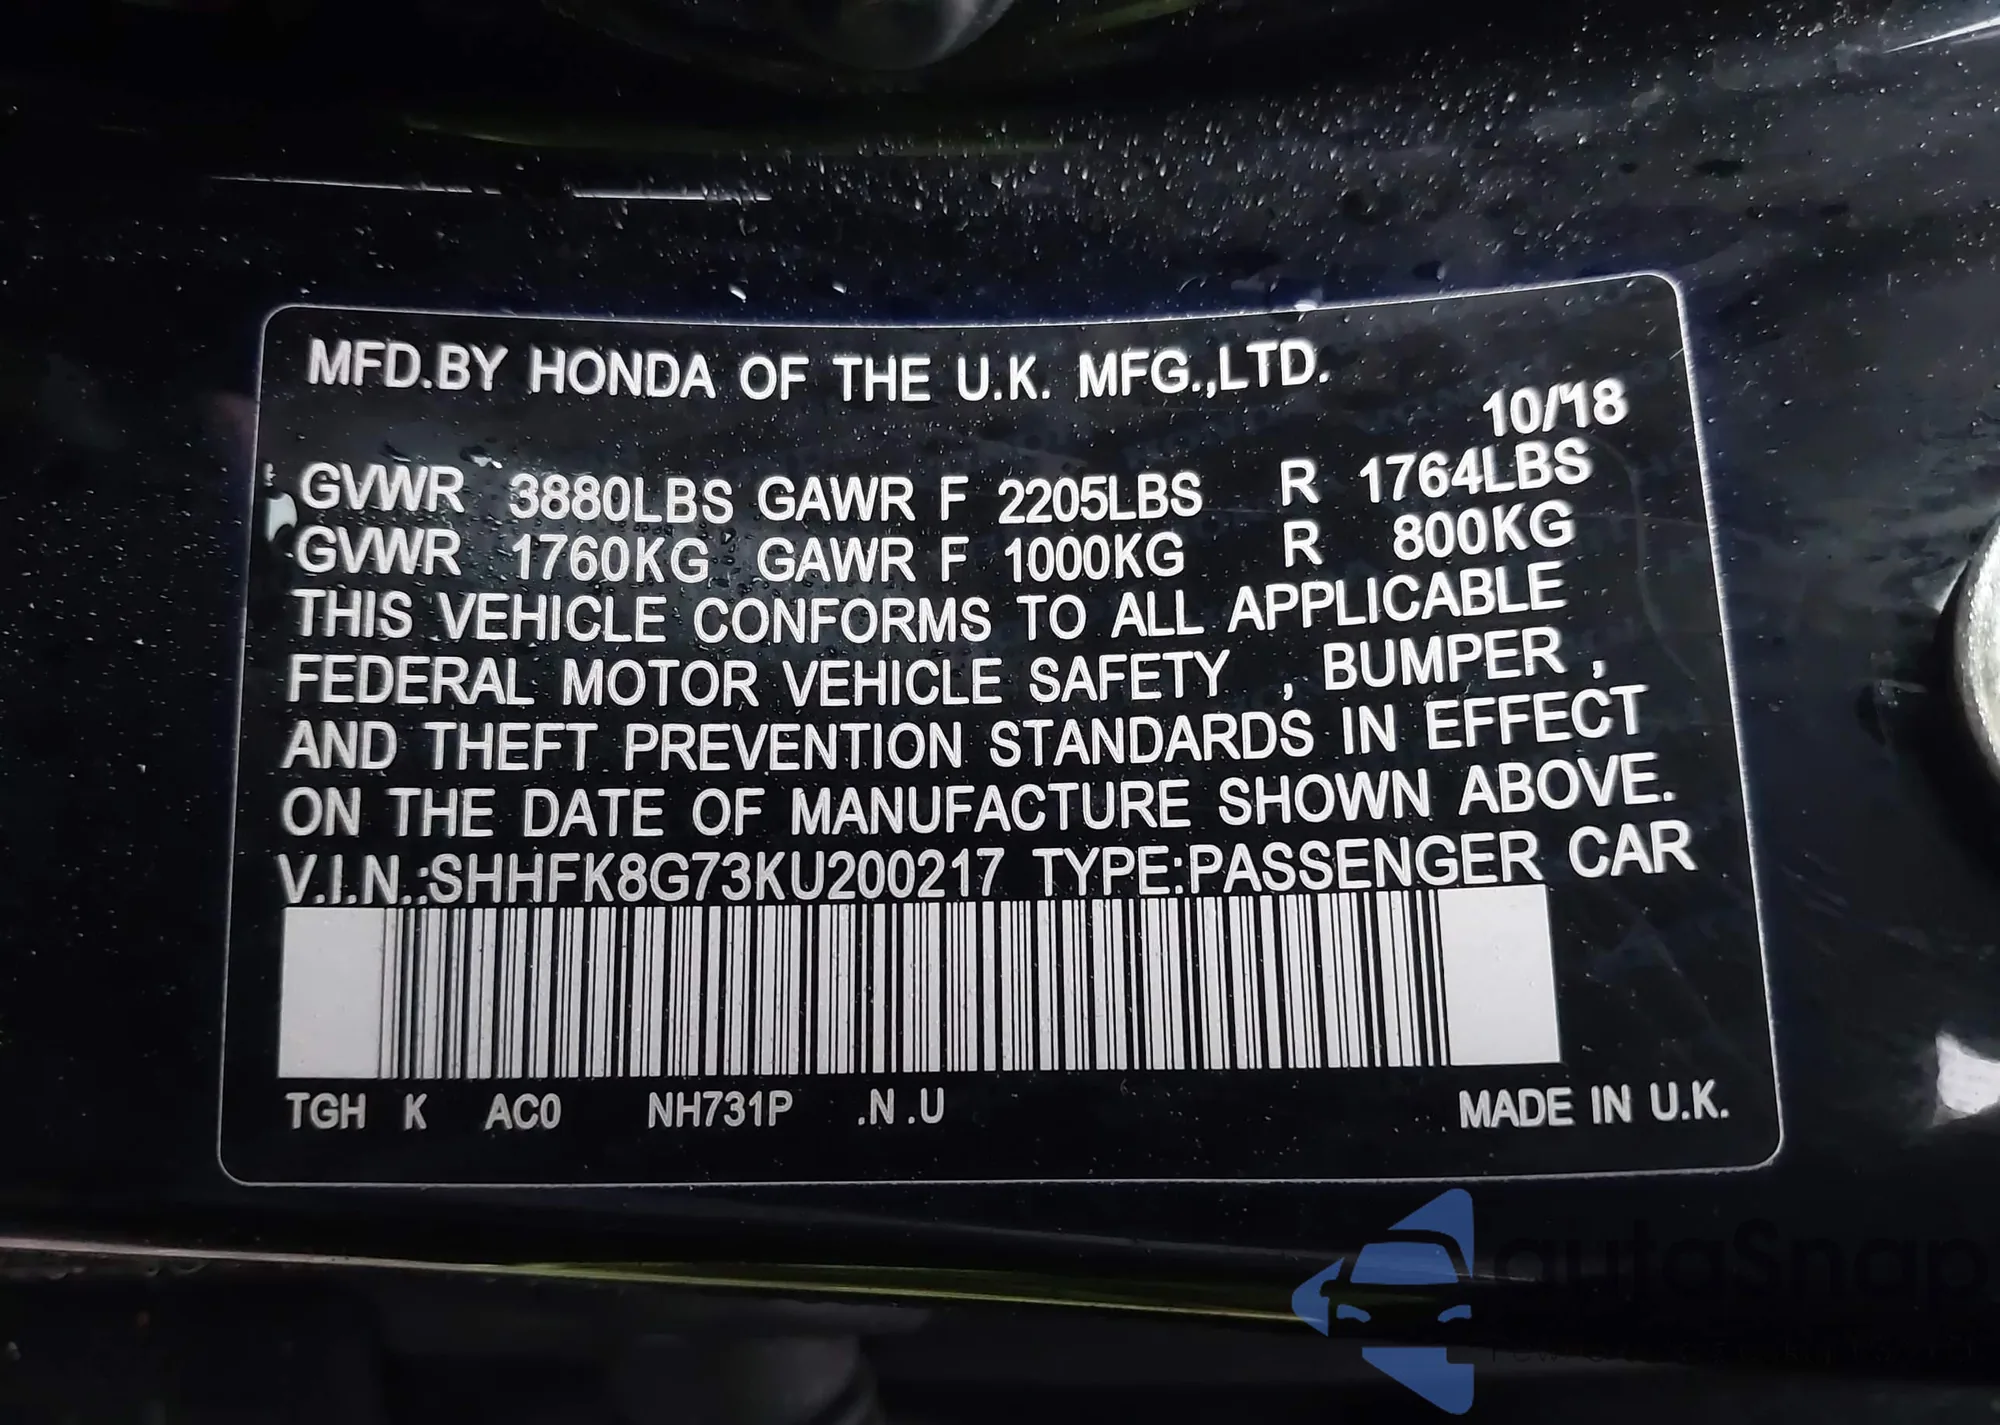 MFD.BY HONDA OF THE U.K. MFG.,LTD.
10/'18
GVWR 3880LBS GAWR F 2205LBS R 1764LBS
GVWR 1760KG GAWR F 1000KG R 800KG
THIS VEHICLE CONFORMS TO ALL APPLICABLE
FEDERAL MOTOR VEHICLE SAFETY , BUMPER ,
AND THEFT PREVENTION STANDARDS IN EFFECT
ON THE DATE OF MANUFACTURE SHOWN ABOVE.
V.I.N.:SHHFK8G73KU200217 TYPE:PASSENGER CAR
TGH K AC0 NH731P .N .U MADE IN U.K.
autoSnap